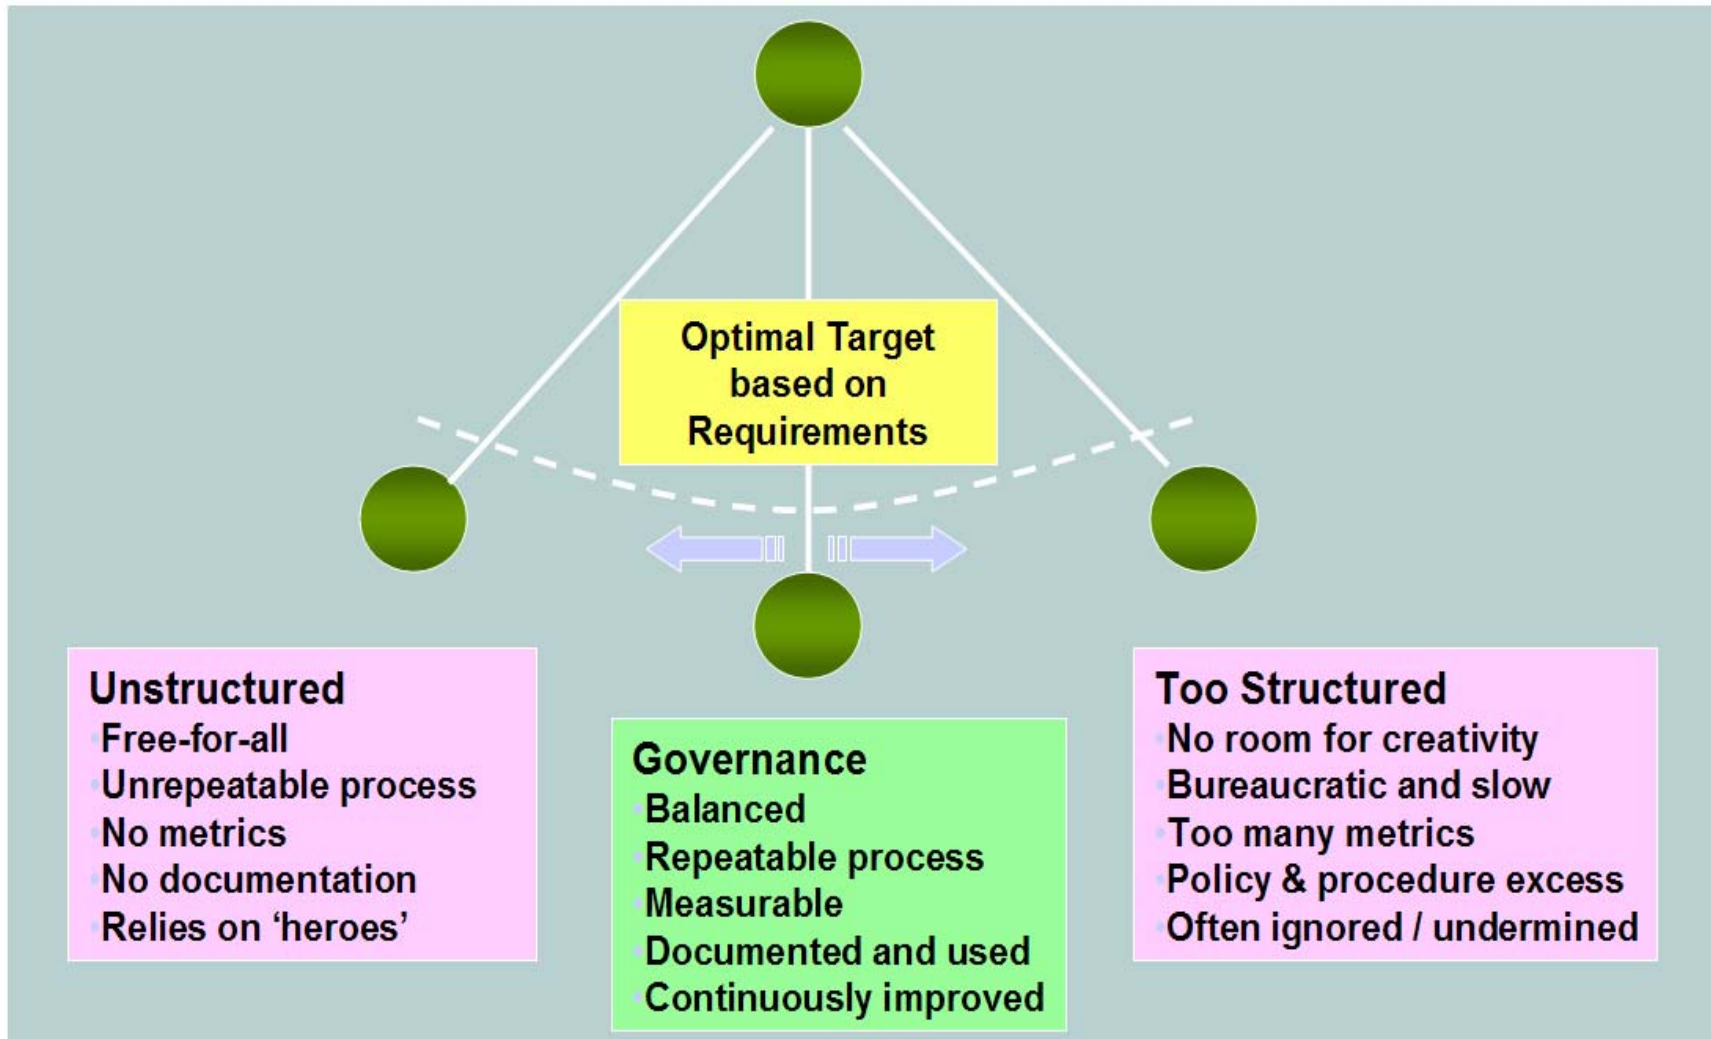 Optimal Target
based on
Requirements
Unstructured
•Free-for-all
•Unrepeatable process
•No metrics
•No documentation
•Relies on ‘heroes’
Governance
•Balanced
•Repeatable process
•Measurable
•Documented and used
•Continuously improved
Too Structured
•No room for creativity
•Bureaucratic and slow
•Too many metrics
•Policy & procedure excess
•Often ignored / undermined